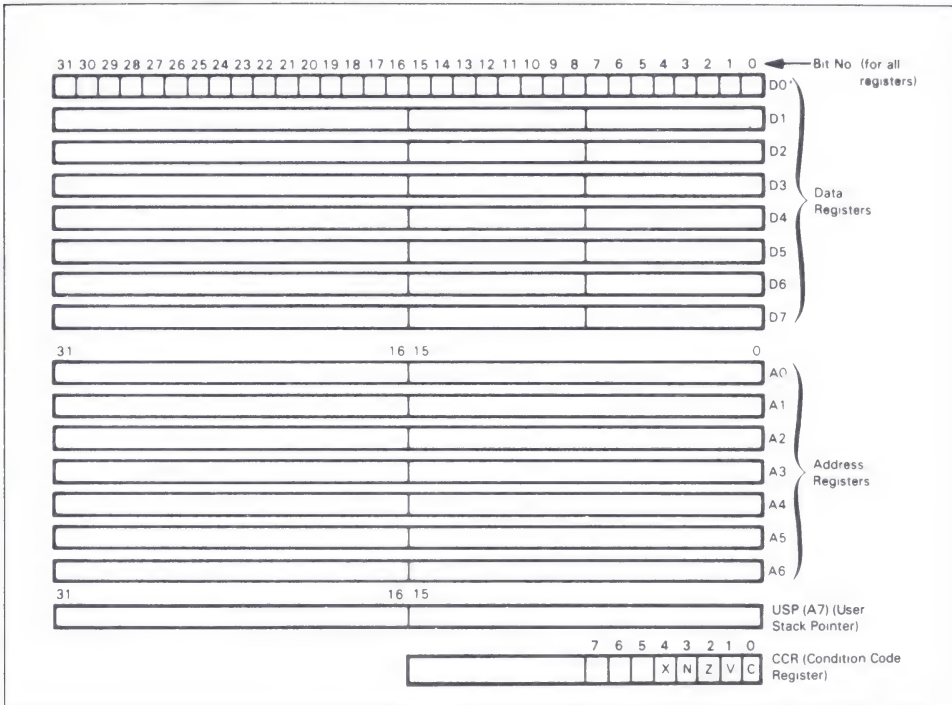 31 30 29 28 27 26 25 24 23 22 21 20 19 18 17 16 15 14 13 12 11 10 9 8 7 6 5 4 3 2 1 0 Bit No (for all
registers)
D0
D1
D2
D3
D4
D5
D6
D7
Data
Registers
31 16 15 0
A0
A1
A2
A3
A4
A5
A6
Address
Registers
31 16 15
USP (A7) (User
Stack Pointer)
7 6 5 4 3 2 1 0
X N Z V C
CCR (Condition Code
Register)